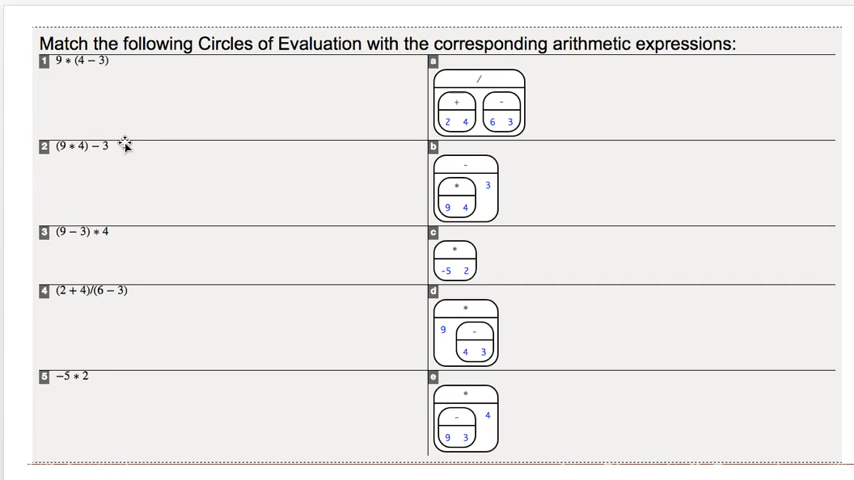 Match the following Circles of Evaluation with the corresponding arithmetic expressions:
1 9 ∗ (4 − 3)
a
/
+ -
2 4 6 3
2 (9 ∗ 4) − 3
b
-
* 3
9 4
3 (9 − 3) ∗ 4
c
*
-5 2
4 (2 + 4)/(6 − 3)
d
*
9 -
4 3
5 −5 ∗ 2
e
*
- 4
9 3